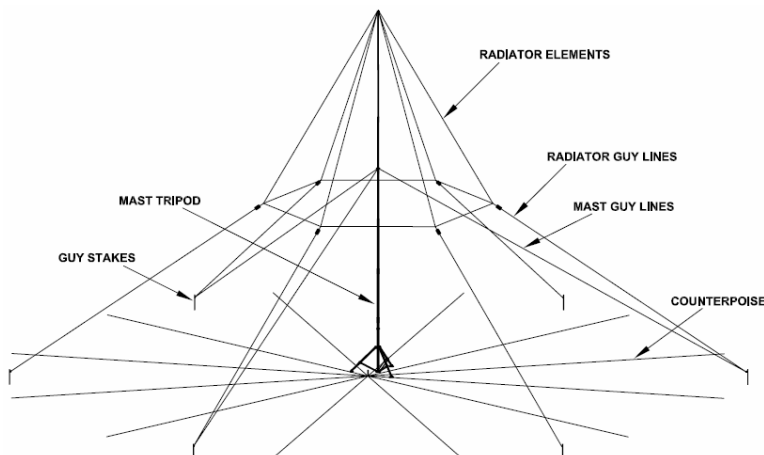 RADIATOR ELEMENTS
RADIATOR GUY LINES
MAST TRIPOD
MAST GUY LINES
GUY STAKES
COUNTERPOISE